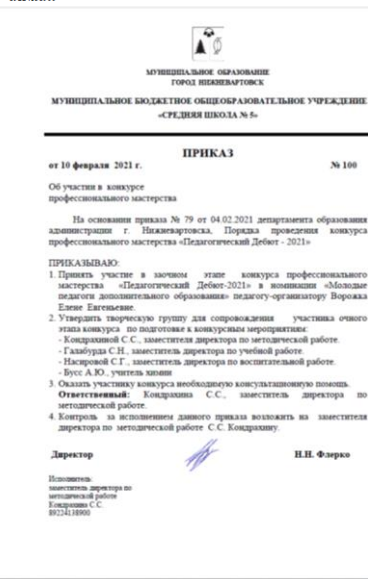 МУНИЦИПАЛЬНОЕ ОБРАЗОВАНИЕ
ГОРОД НИЖНЕВАРТОВСК
МУНИЦИПАЛЬНОЕ БЮДЖЕТНОЕ ОБЩЕОБРАЗОВАТЕЛЬНОЕ УЧРЕЖДЕНИЕ
«СРЕДНЯЯ ШКОЛА № 5»
ПРИКАЗ
от 10 февраля 2021 г. № 100
Об участии в конкурсе
профессионального мастерства
На основании приказа № 79 от 04.02.2021 департамента образования
администрации г. Нижневартовска, Порядка проведения конкурса
профессионального мастерства «Педагогический Дебют - 2021»
ПРИКАЗЫВАЮ:
1. Принять участие в заочном этапе конкурса профессионального
мастерства «Педагогический Дебют-2021» в номинации «Молодые
педагоги дополнительного образования» педагогу-организатору Ворожка
Елене Евгеньевне.
2. Утвердить творческую группу для сопровождения участника очного
этапа конкурса по подготовке к конкурсным мероприятиям:
- Кондрахиной С.С., заместителя директора по методической работе.
- Галабурда С.Н., заместитель директора по учебной работе.
- Насировой С.Г., заместитель директора по воспитательной работе.
- Бусс А.Ю., учитель химии
3. Оказать участнику конкурса необходимую консультационную помощь.
Ответственный: Кондрахина С.С., заместитель директора по
методической работе.
4. Контроль за исполнением данного приказа возложить на заместителя
директора по методической работе С.С. Кондрахину.
Директор Н.Н. Флерко
Исполнитель:
заместитель директора по
методической работе
Кондрахина С.С.
89224138900